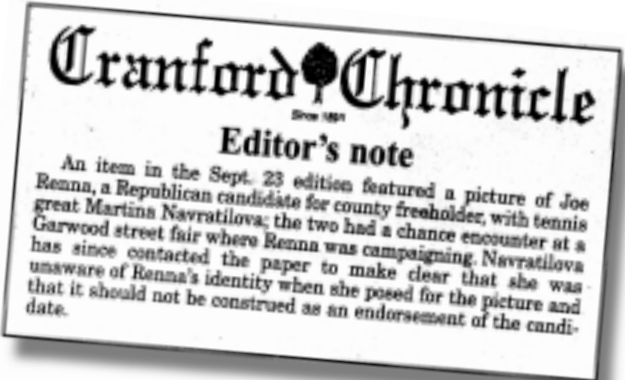 Cranford Chronicle
Since 1894
Editor's note
An item in the Sept. 23 edition featured a picture of Joe
Renna, a Republican candidate for county freeholder, with tennis
great Martina Navratilova; the two had a chance encounter at a
Garwood street fair where Renna was campaigning. Navratilova
has since contacted the paper to make clear that she was
unaware of Renna's identity when she posed for the picture and
that it should not be construed as an endorsement of the candi-
date.